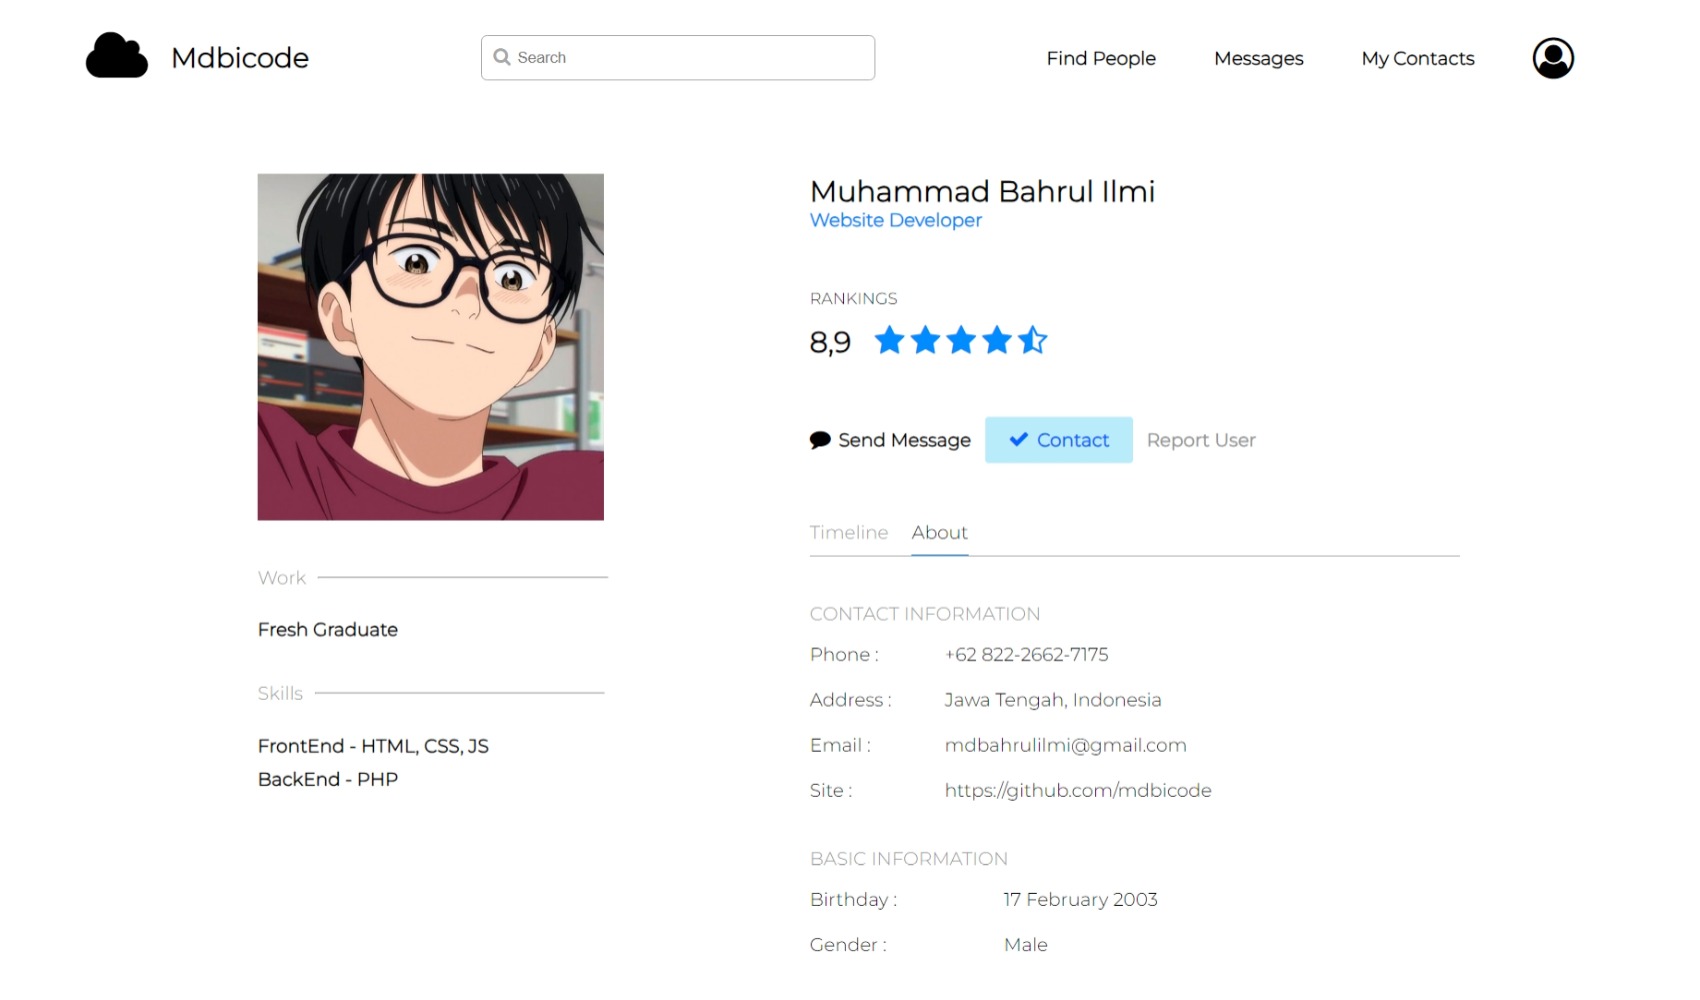 Mdbicode
Search
Find People
Messages
My Contacts
Muhammad Bahrul Ilmi
Website Developer
RANKINGS
8,9
Send Message
Contact
Report User
Timeline
About
Work
Fresh Graduate
Skills
FrontEnd - HTML, CSS, JS
BackEnd - PHP
CONTACT INFORMATION
Phone : +62 822-2662-7175
Address : Jawa Tengah, Indonesia
Email : mdbahrulilmi@gmail.com
Site : https://github.com/mdbicode
BASIC INFORMATION
Birthday : 17 February 2003
Gender : Male